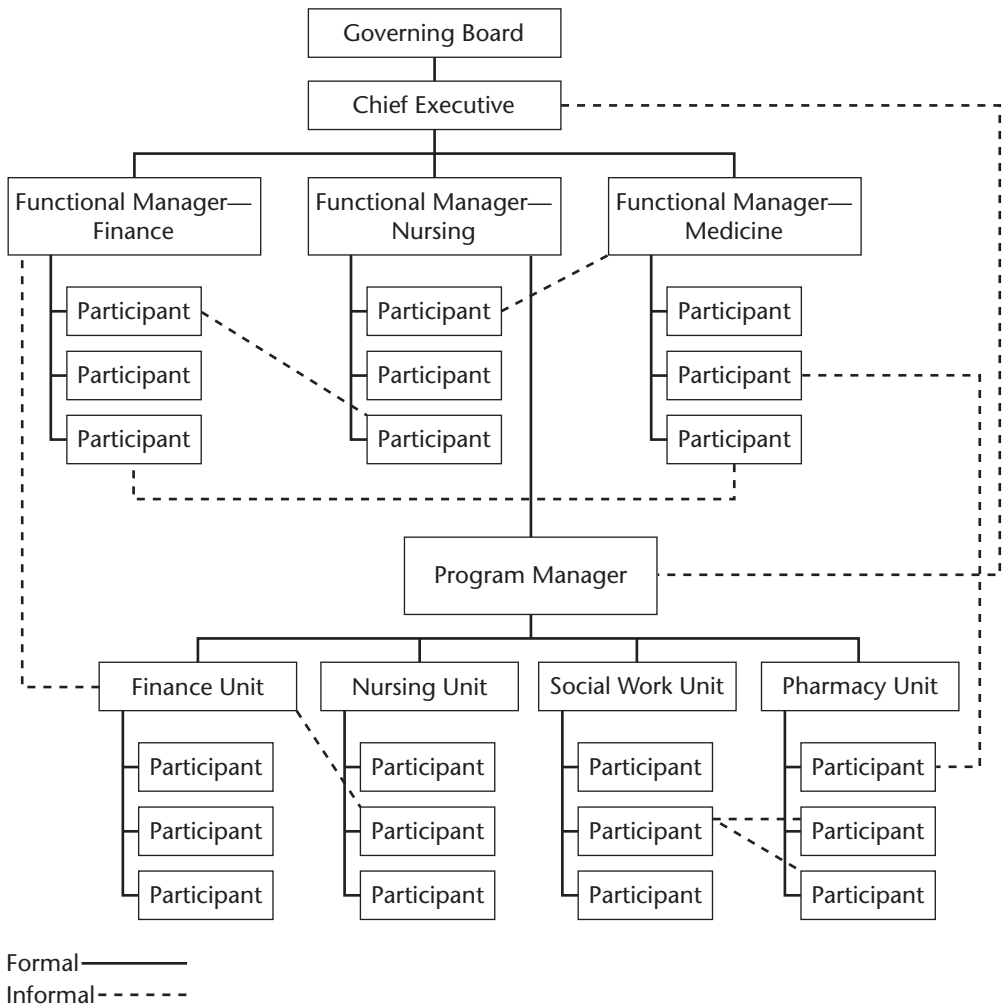 Governing Board
Chief Executive
Functional Manager—
Finance
Functional Manager—
Nursing
Functional Manager—
Medicine
Participant
Participant
Participant
Participant
Participant
Participant
Participant
Participant
Participant
Program Manager
Finance Unit
Nursing Unit
Social Work Unit
Pharmacy Unit
Participant
Participant
Participant
Participant
Participant
Participant
Participant
Participant
Participant
Participant
Participant
Participant
Formal
Informal